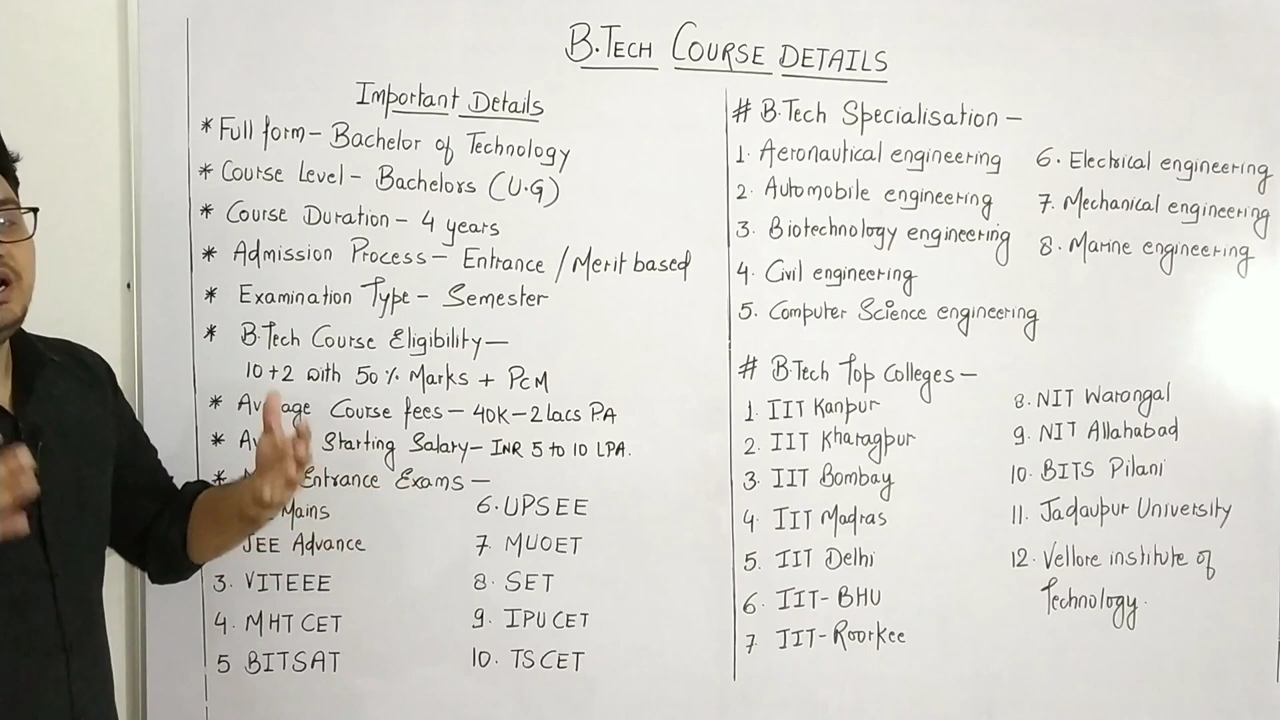 B.TECH COURSE DETAILS
Important Details
* Full form - Bachelor of Technology
* Course Level - Bachelors (U.G)
* Course Duration - 4 years
* Admission Process - Entrance / Merit based
* Examination Type - Semester
* B.Tech Course Eligibility -
10+2 with 50% Marks + PCM
* Course fees - 40K - 2 Lacs P.A
* Starting Salary - INR 5 to 10 LPA.
* Entrance Exams -
Mains
JEE Advance
3. VITEEE
4. MHT CET
5 BITSAT
6. UPSEE
7. MUOET
8. SET
9. IPU CET
10. TSCET
# B.Tech Specialisation -
1. Aeronautical engineering
2. Automobile engineering
3. Biotechnology engineering
4. Civil engineering
5. Computer Science engineering
6. Electrical engineering
7. Mechanical engineering
8. Marine engineering
# B.Tech Top Colleges -
1. IIT Kanpur
2. IIT Kharagpur
3. IIT Bombay
4. IIT Madras
5. IIT Delhi
6. IIT-BHU
7. IIT-Roorkee
8. NIT Warangal
9. NIT Allahabad
10. BITS Pilani
11. Jadavpur University
12. Vellore institute of
Technology.